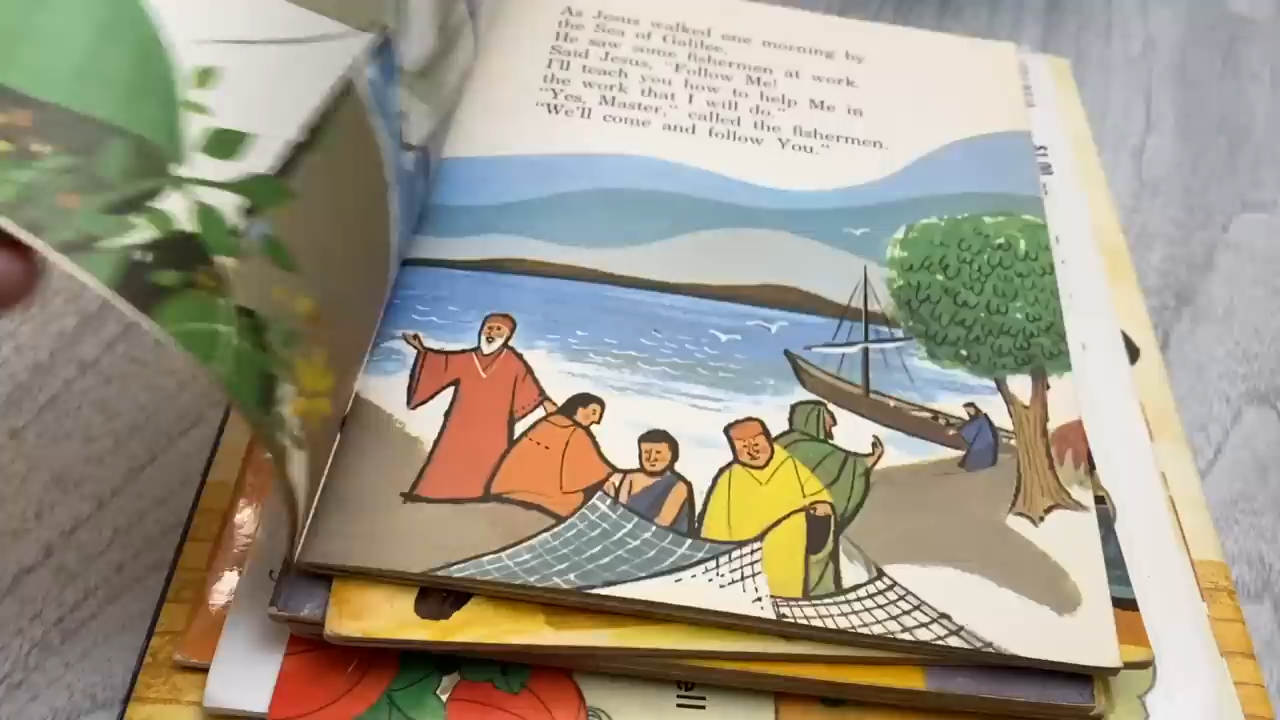 As Jesus walked one morning by
the Sea of Galilee,
He saw some fishermen at work.
Said Jesus, "Follow Me!
I'll teach you how to help Me in
the work that I will do."
"Yes, Master," called the fishermen.
"We'll come and follow You."